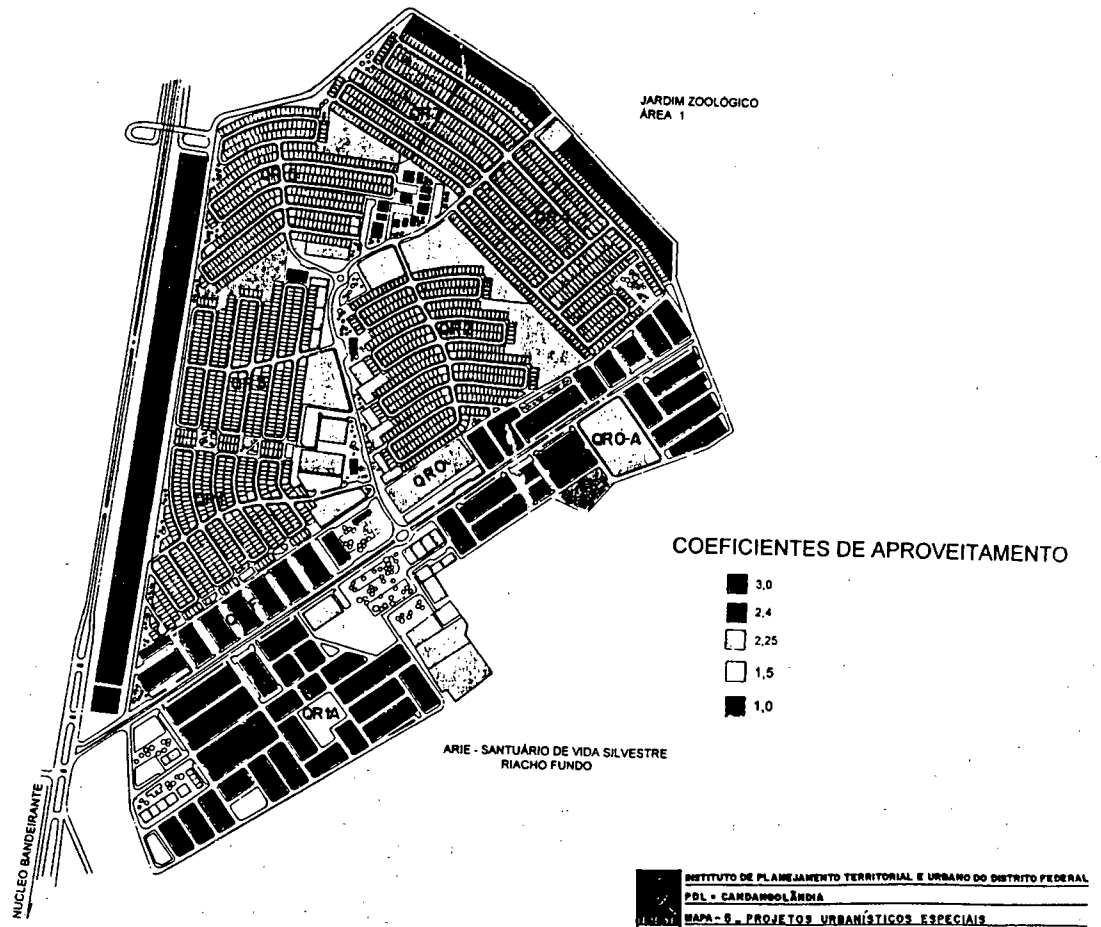 JARDIM ZOOLÓGICO
ÁREA 1
QRO-A
QRO
QR1A
COEFICIENTES DE APROVEITAMENTO
3,0
2,4
2,25
1,5
1,0
ARIE - SANTUÁRIO DE VIDA SILVESTRE
RIACHO FUNDO
NUCLEO BANDEIRANTE
INSTITUTO DE PLANEJAMENTO TERRITORIAL E URBANO DO DISTRITO FEDERAL
PDL - CANDANGOLÂNDIA
MAPA - 6 _ PROJETOS URBANÍSTICOS ESPECIAIS